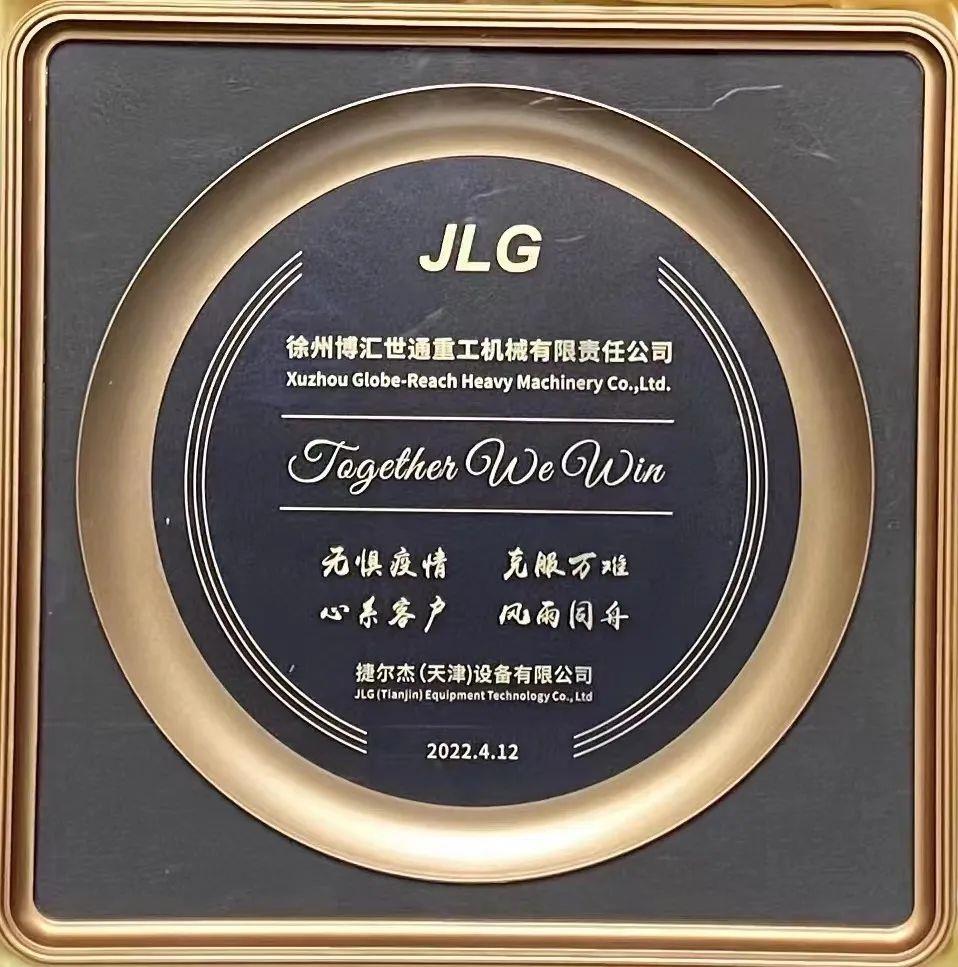 JLG
徐州博汇世通重工机械有限责任公司
Xuzhou Globe-Reach Heavy Machinery Co.,Ltd.
Together We Win
无惧疫情 克服万难
心系客户 风雨同舟
捷尔杰(天津)设备有限公司
JLG (Tianjin) Equipment Technology Co., Ltd
2022.4.12